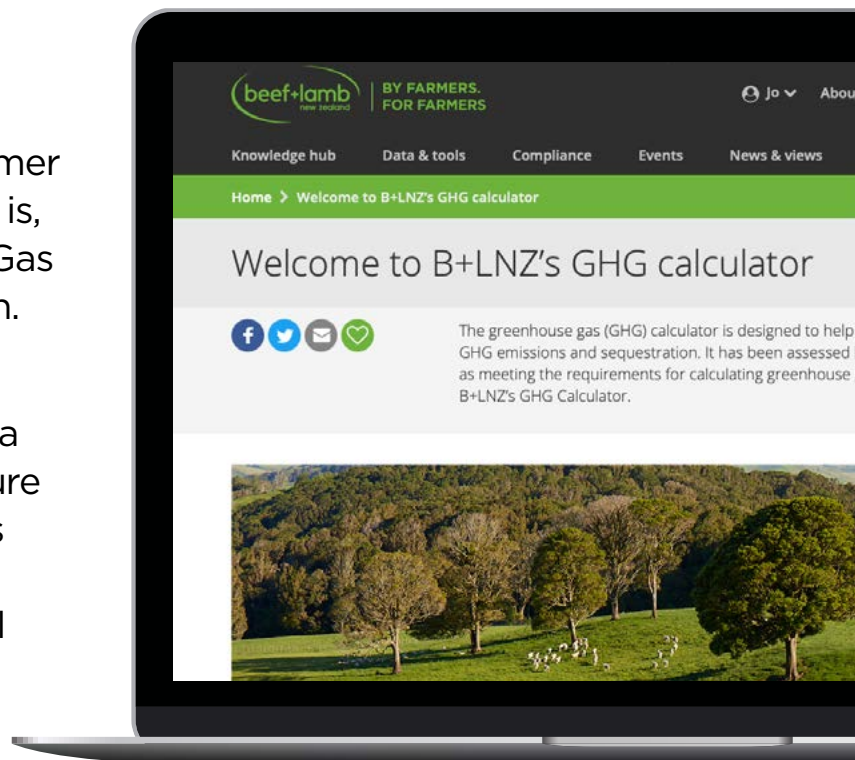 mer
is,
Gas
n.
a
ure
s
beef+lamb
new zealand
BY FARMERS.
FOR FARMERS
Jo
Abou
Knowledge hub
Data & tools
Compliance
Events
News & views
Home > Welcome to B+LNZ's GHG calculator
Welcome to B+LNZ's GHG calculator
The greenhouse gas (GHG) calculator is designed to help
GHG emissions and sequestration. It has been assessed
as meeting the requirements for calculating greenhouse
B+LNZ's GHG Calculator.